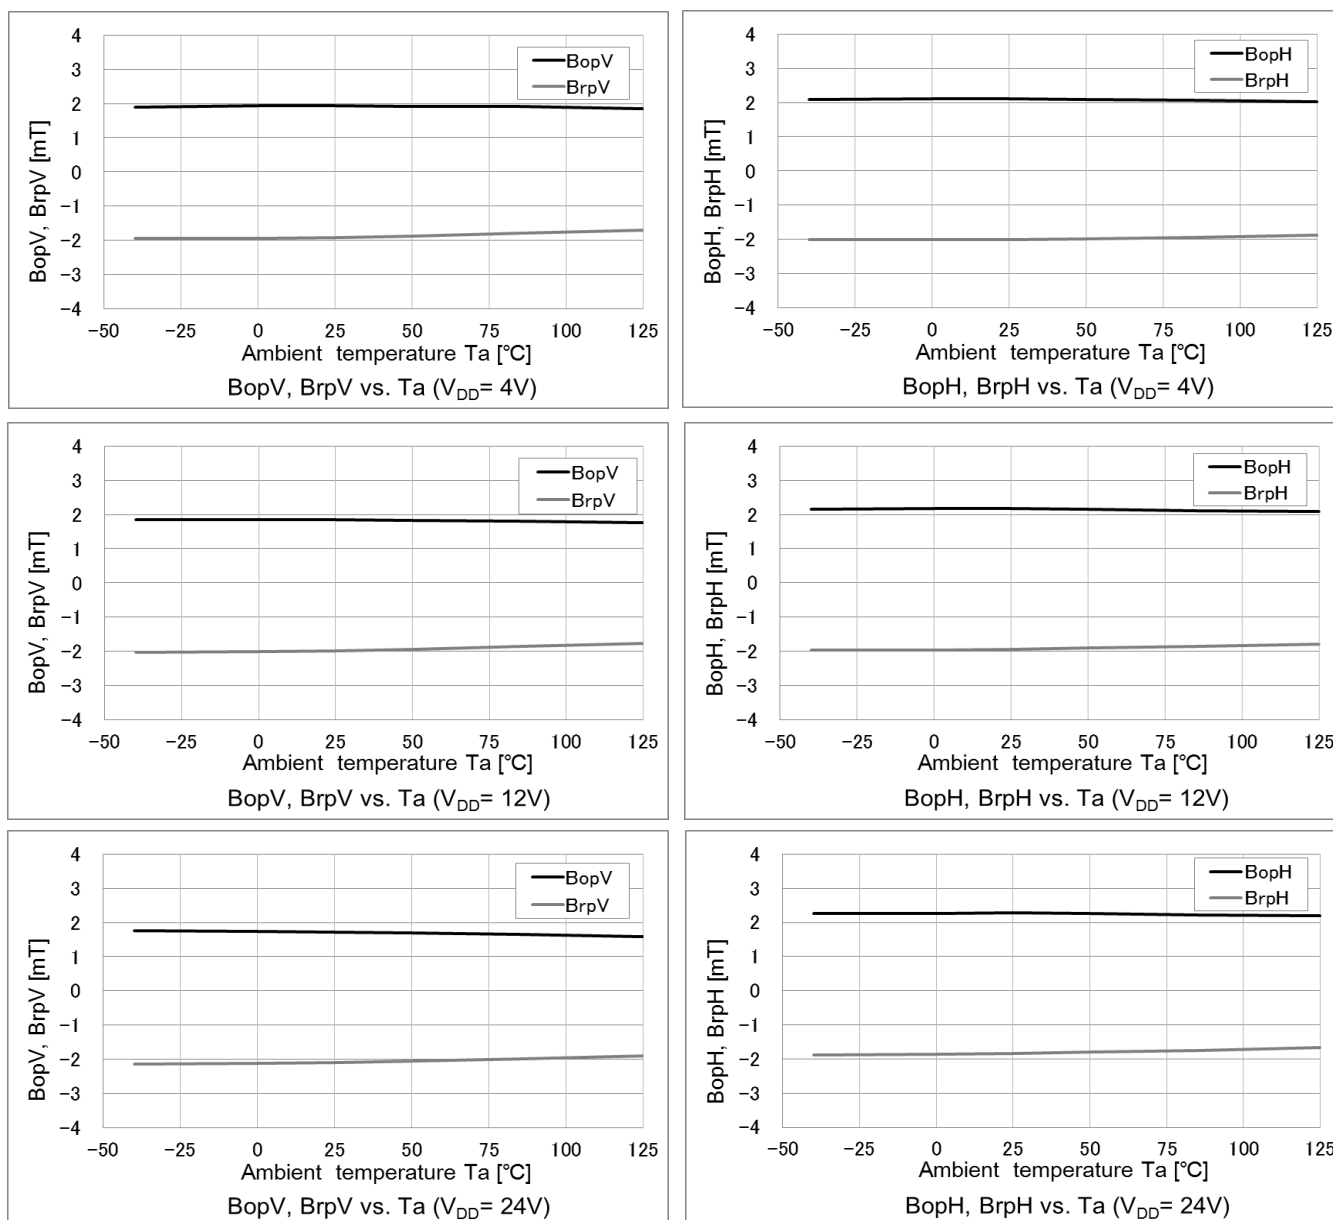 4
3
2
1
0
−1
−2
−3
−4
BopV, BrpV [mT]
BopV
BrpV
−50 −25 0 25 50 75 100 125
Ambient temperature Ta [℃]
BopV, BrpV vs. Ta (VDD= 4V)
4
3
2
1
0
−1
−2
−3
−4
BopH, BrpH [mT]
BopH
BrpH
−50 −25 0 25 50 75 100 125
Ambient temperature Ta [℃]
BopH, BrpH vs. Ta (VDD= 4V)
4
3
2
1
0
−1
−2
−3
−4
BopV, BrpV [mT]
BopV
BrpV
−50 −25 0 25 50 75 100 125
Ambient temperature Ta [℃]
BopV, BrpV vs. Ta (VDD= 12V)
4
3
2
1
0
−1
−2
−3
−4
BopH, BrpH [mT]
BopH
BrpH
−50 −25 0 25 50 75 100 125
Ambient temperature Ta [℃]
BopH, BrpH vs. Ta (VDD= 12V)
4
3
2
1
0
−1
−2
−3
−4
BopV, BrpV [mT]
BopV
BrpV
−50 −25 0 25 50 75 100 125
Ambient temperature Ta [℃]
BopV, BrpV vs. Ta (VDD= 24V)
4
3
2
1
0
−1
−2
−3
−4
BopH, BrpH [mT]
BopH
BrpH
−50 −25 0 25 50 75 100 125
Ambient temperature Ta [℃]
BopH, BrpH vs. Ta (VDD= 24V)